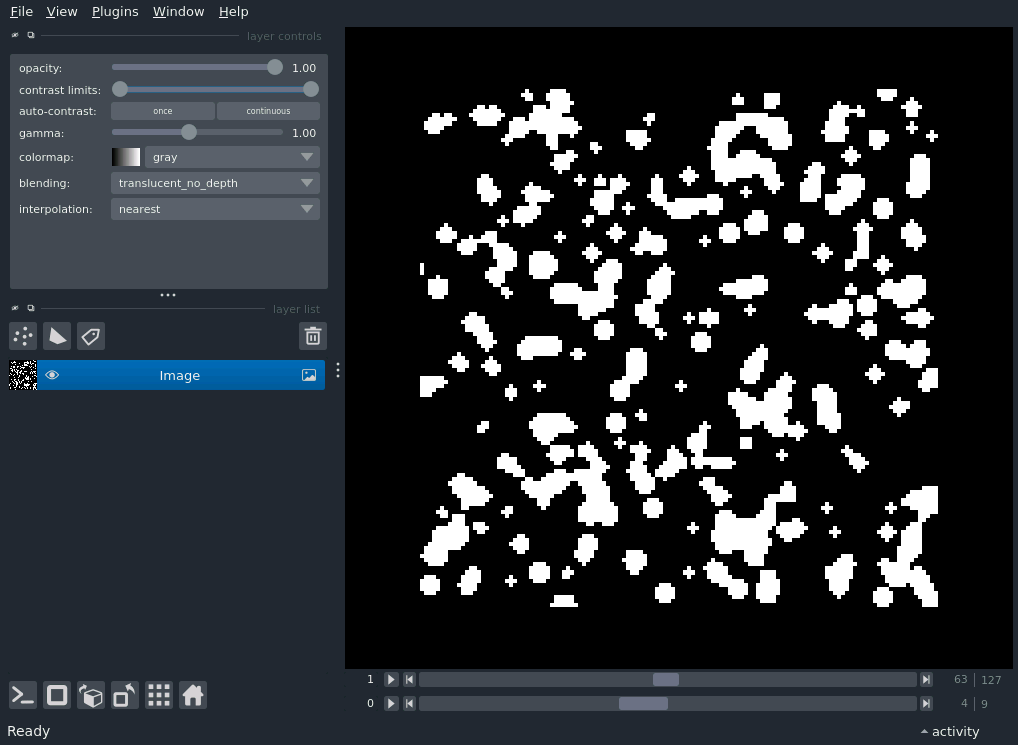 File View Plugins Window Help
layer controls
opacity: 1.00
contrast limits:
auto-contrast: once continuous
gamma: 1.00
colormap: gray
blending: translucent_no_depth
interpolation: nearest
layer list
Image
1 63 127
0 4 9
Ready activity